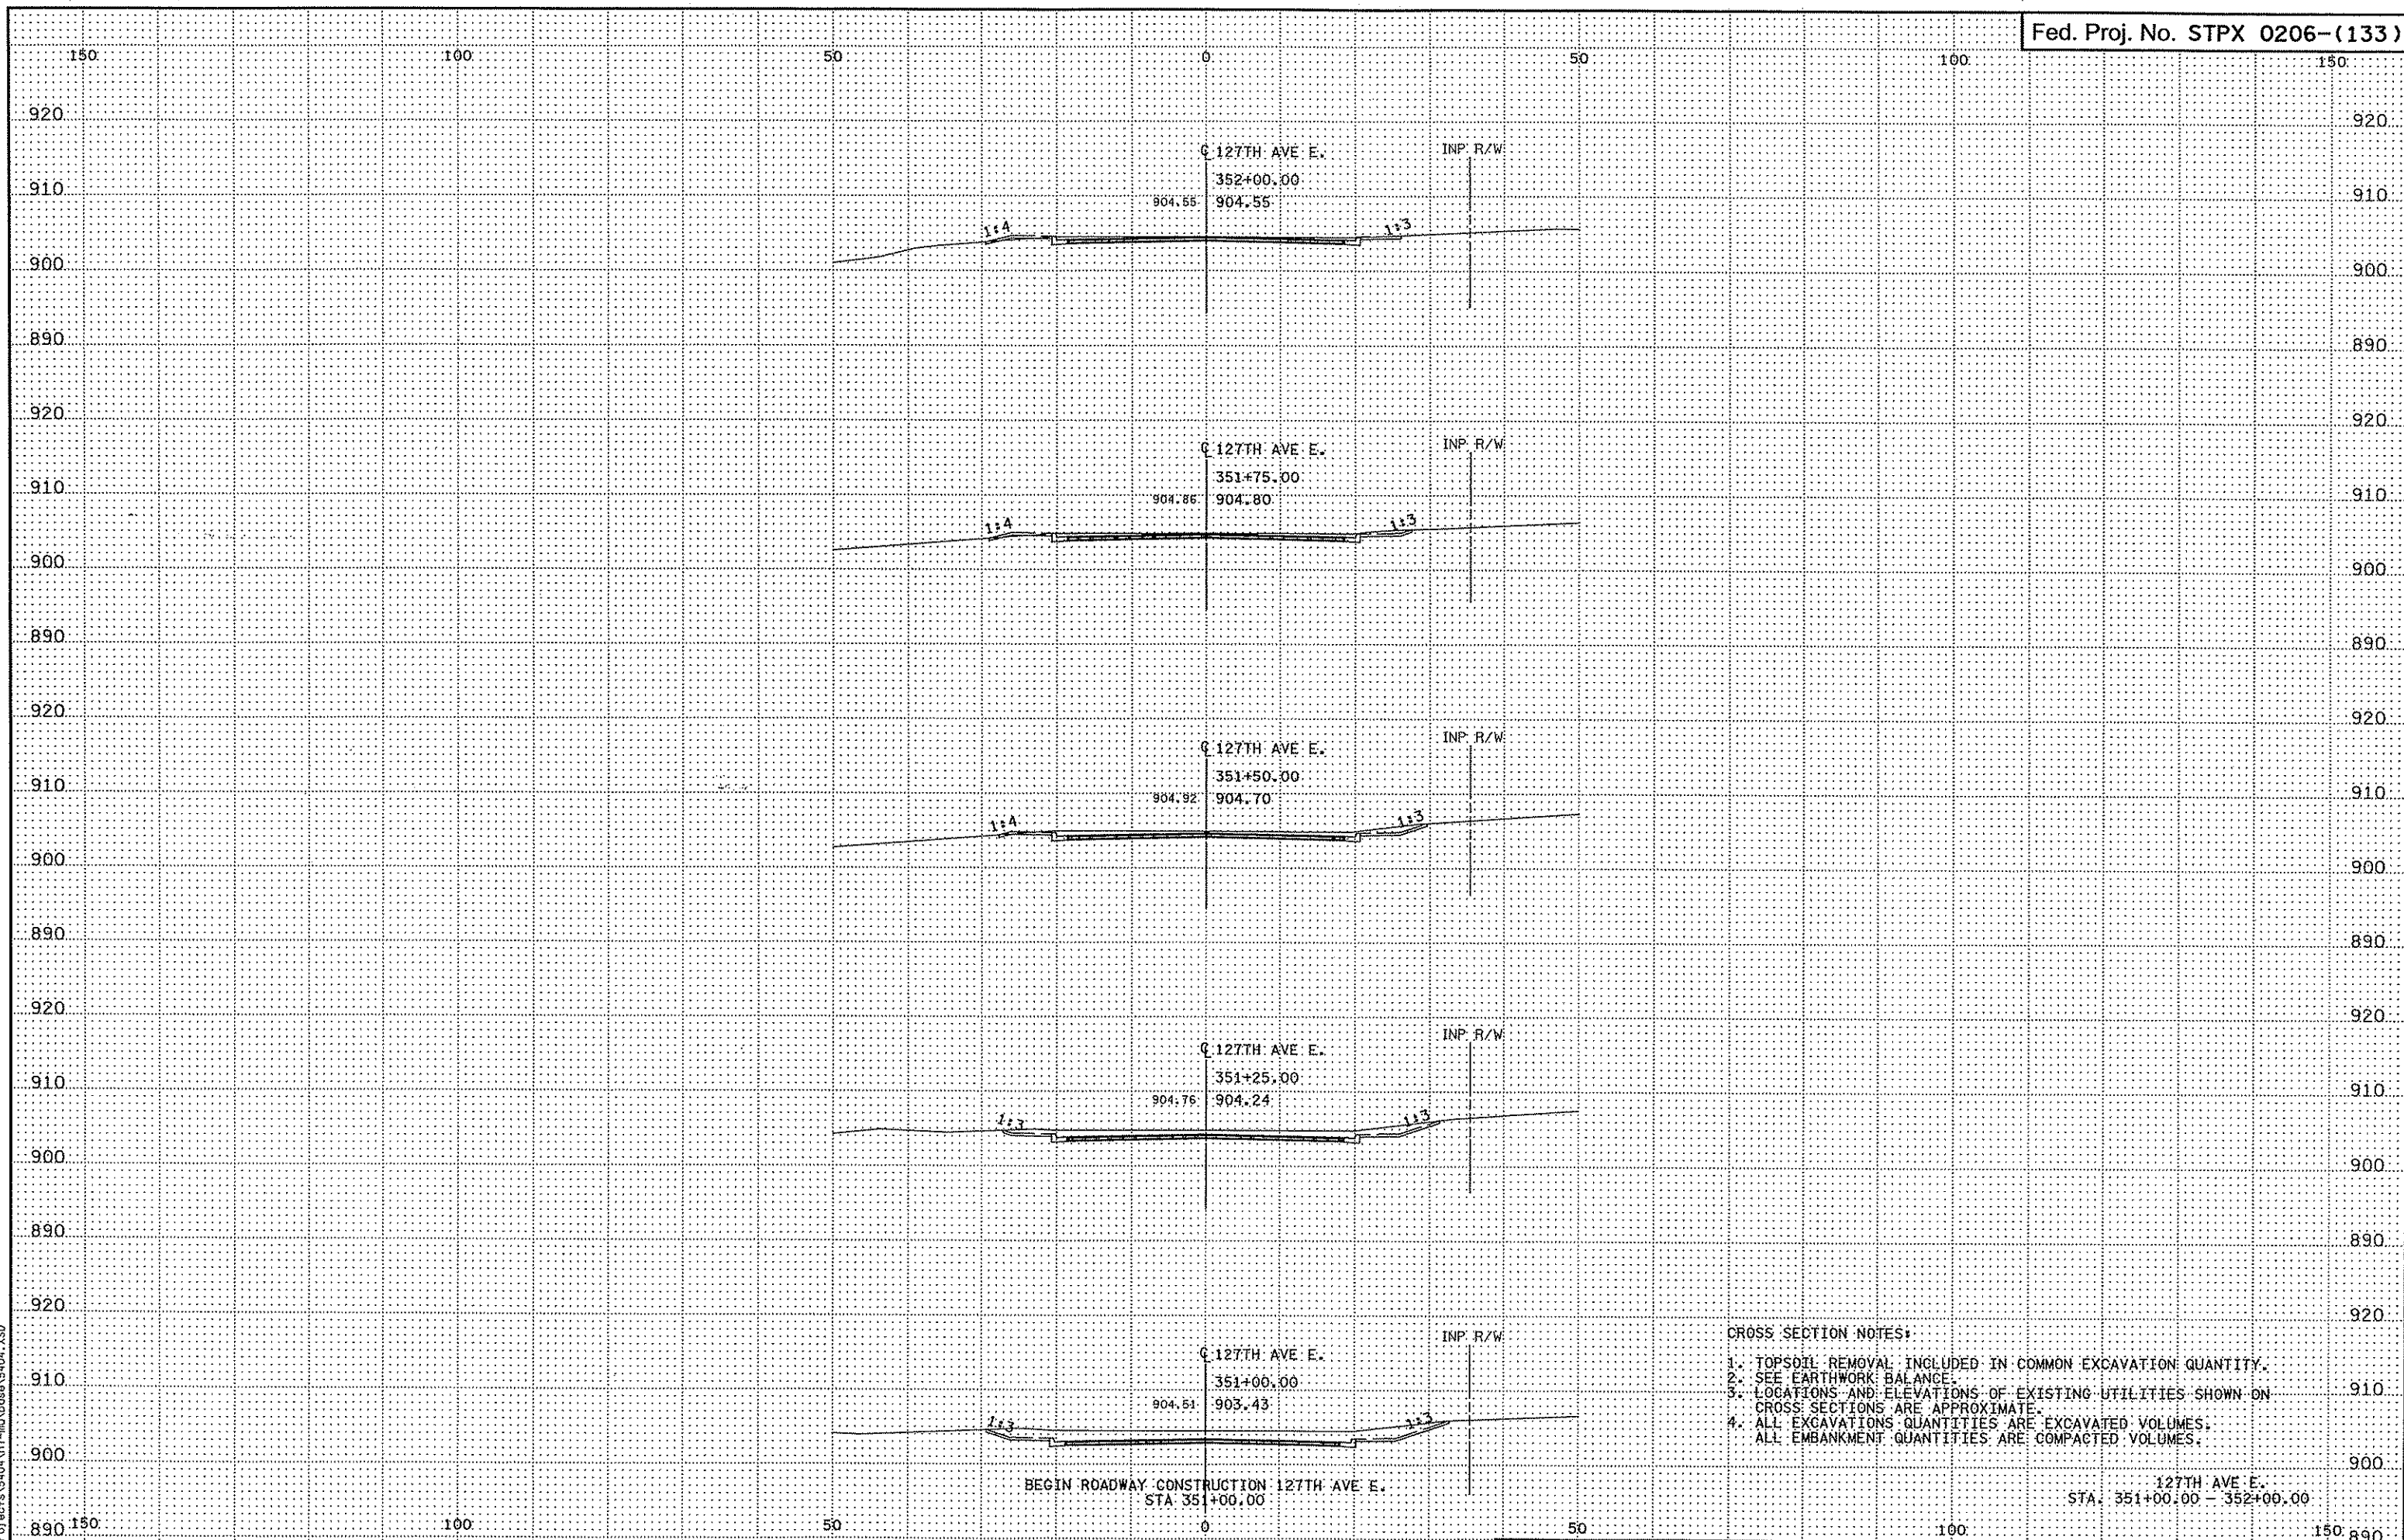 Fed. Proj. No. STPX 0206-(133)
150 100 50 0 50 100 150
920 920
℄ 127TH AVE E. INP R/W
352+00.00
910 910
904.55 904.55
1:4 1:3
900 900
890 890
920 920
℄ 127TH AVE E. INP R/W
351+75.00
910 910
904.86 904.80
1:4 1:3
900 900
890 890
920 920
℄ 127TH AVE E. INP R/W
351+50.00
910 910
904.92 904.70
1:4 1:3
900 900
890 890
920 920
℄ 127TH AVE E. INP R/W
351+25.00
910 910
904.76 904.24
1:3 1:3
900 900
890 890
920 920
℄ 127TH AVE E. INP R/W
351+00.00
910 910
904.51 903.43
1:3 1:3
900 900
BEGIN ROADWAY CONSTRUCTION 127TH AVE E.
STA 351+00.00
CROSS SECTION NOTES:
1. TOPSOIL REMOVAL INCLUDED IN COMMON EXCAVATION QUANTITY.
2. SEE EARTHWORK BALANCE.
3. LOCATIONS AND ELEVATIONS OF EXISTING UTILITIES SHOWN ON
CROSS SECTIONS ARE APPROXIMATE.
4. ALL EXCAVATIONS QUANTITIES ARE EXCAVATED VOLUMES.
ALL EMBANKMENT QUANTITIES ARE COMPACTED VOLUMES.
127TH AVE E.
STA. 351+00.00 - 352+00.00
890 150 100 50 0 50 100 150 890